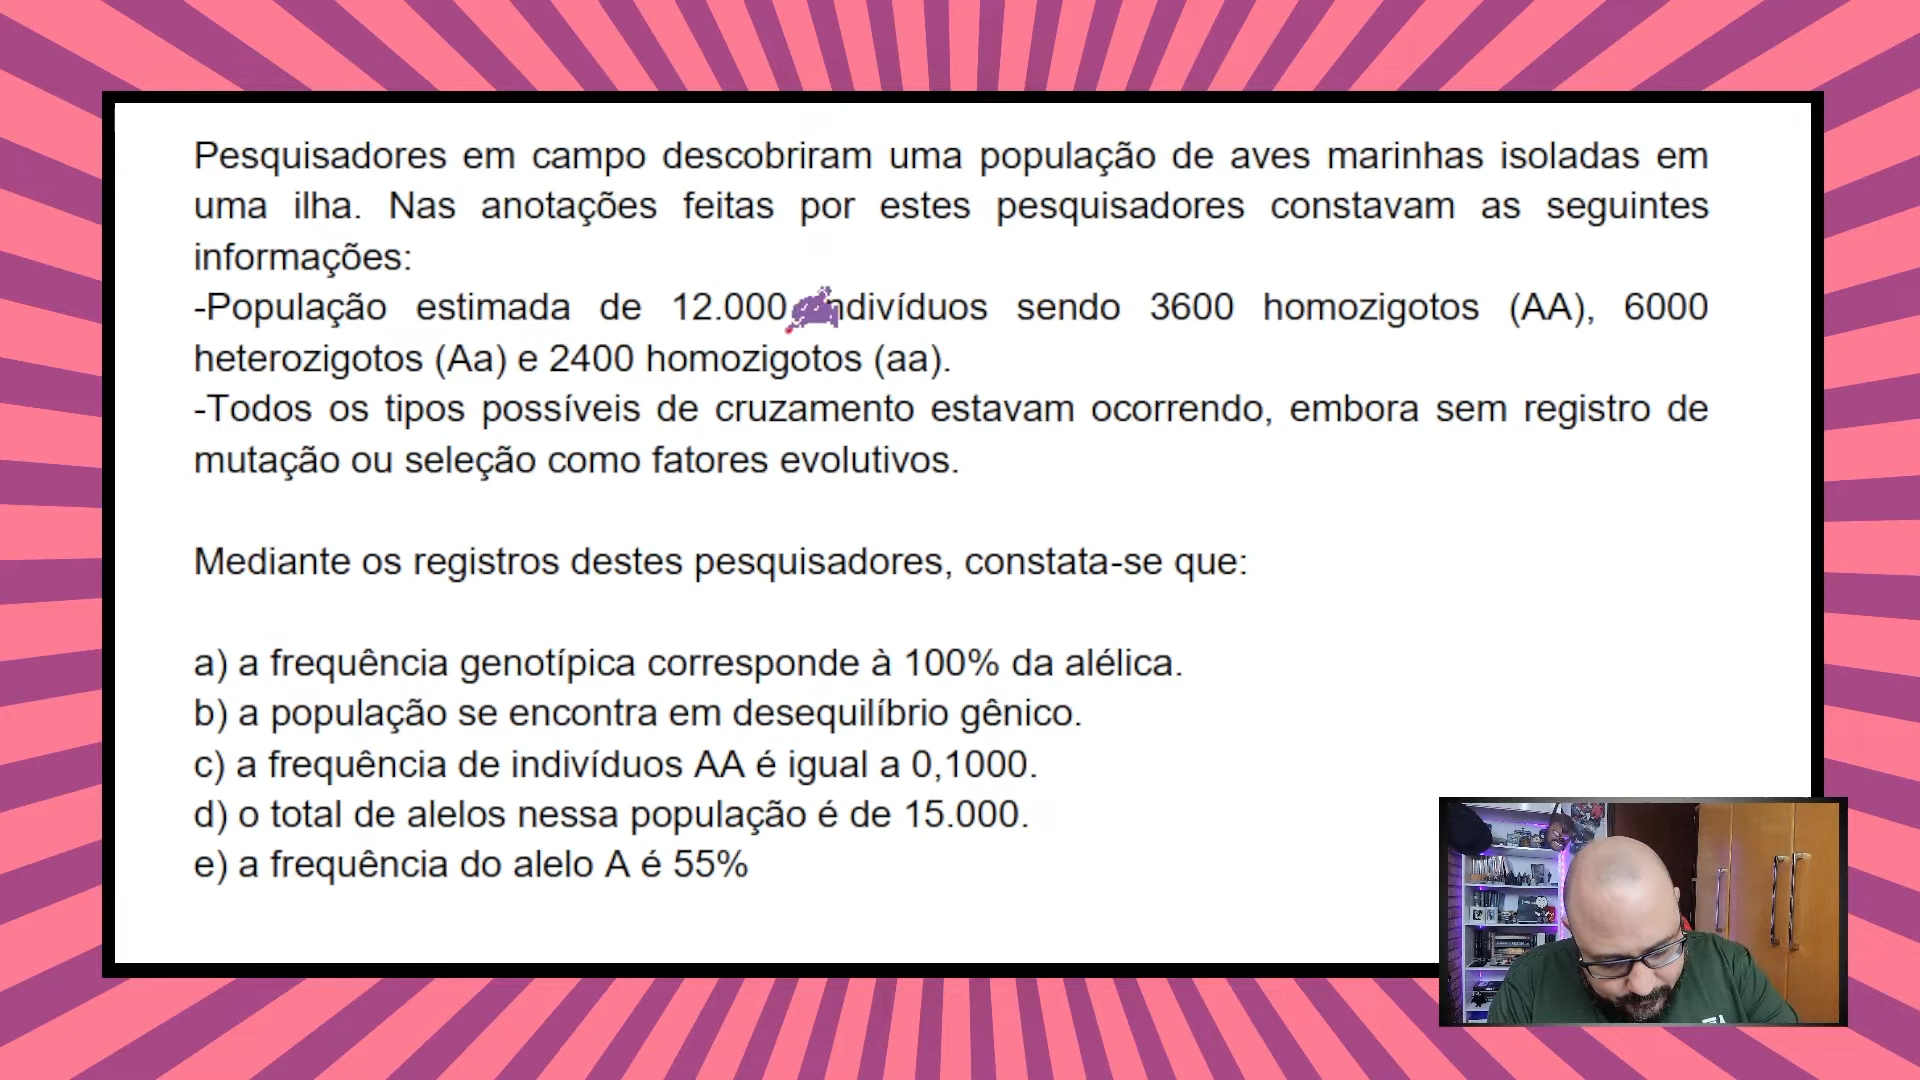 Pesquisadores em campo descobriram uma população de aves marinhas isoladas em
uma ilha. Nas anotações feitas por estes pesquisadores constavam as seguintes
informações:
-População estimada de 12.000 indivíduos sendo 3600 homozigotos (AA), 6000
heterozigotos (Aa) e 2400 homozigotos (aa).
-Todos os tipos possíveis de cruzamento estavam ocorrendo, embora sem registro de
mutação ou seleção como fatores evolutivos.
Mediante os registros destes pesquisadores, constata-se que:
a) a frequência genotípica corresponde à 100% da alélica.
b) a população se encontra em desequilíbrio gênico.
c) a frequência de indivíduos AA é igual a 0,1000.
d) o total de alelos nessa população é de 15.000.
e) a frequência do alelo A é 55%